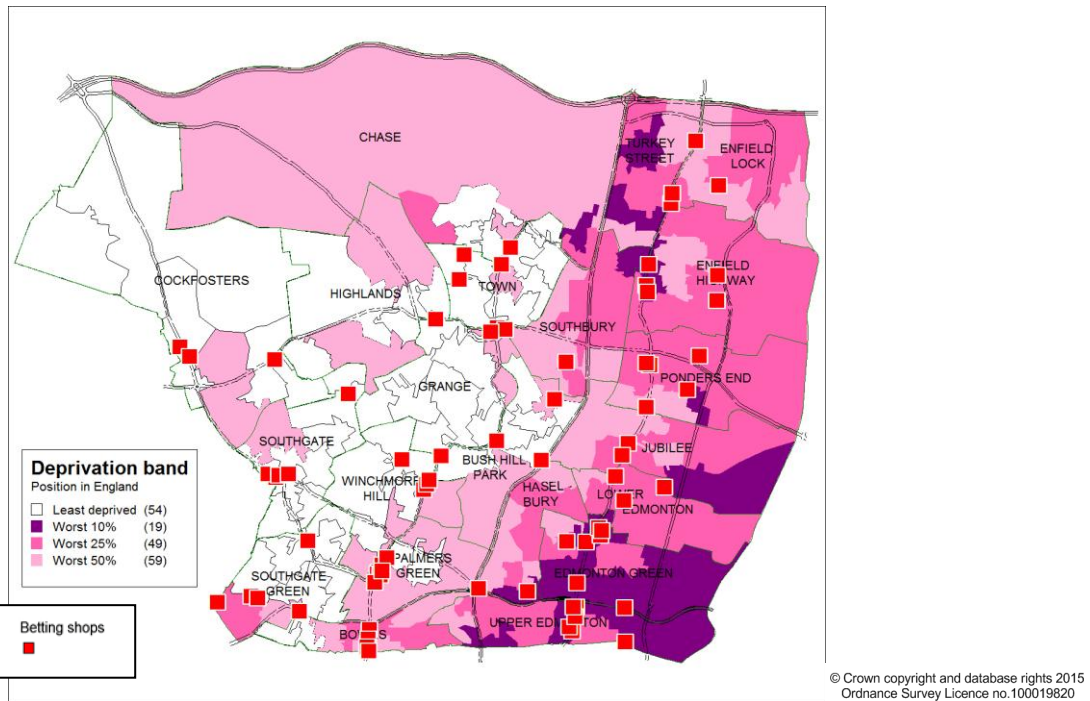 CHASE
TURKEY
STREET
ENFIELD
LOCK
COCKFOSTERS
HIGHLANDS
TOWN
ENFIELD
HIGHWAY
SOUTHBURY
GRANGE
PONDERS END
SOUTHGATE
JUBILEE
BUSH HILL
PARK
WINCHMORE
HILL
HASEL
BURY
LOWER
EDMONTON
PALMERS
GREEN
EDMONTON GREEN
SOUTHGATE
GREEN
UPPER EDMONTON
BOWES
Deprivation band
Position in England
Least deprived (54)
Worst 10% (19)
Worst 25% (49)
Worst 50% (59)
Betting shops
© Crown copyright and database rights 2015
Ordnance Survey Licence no.100019820